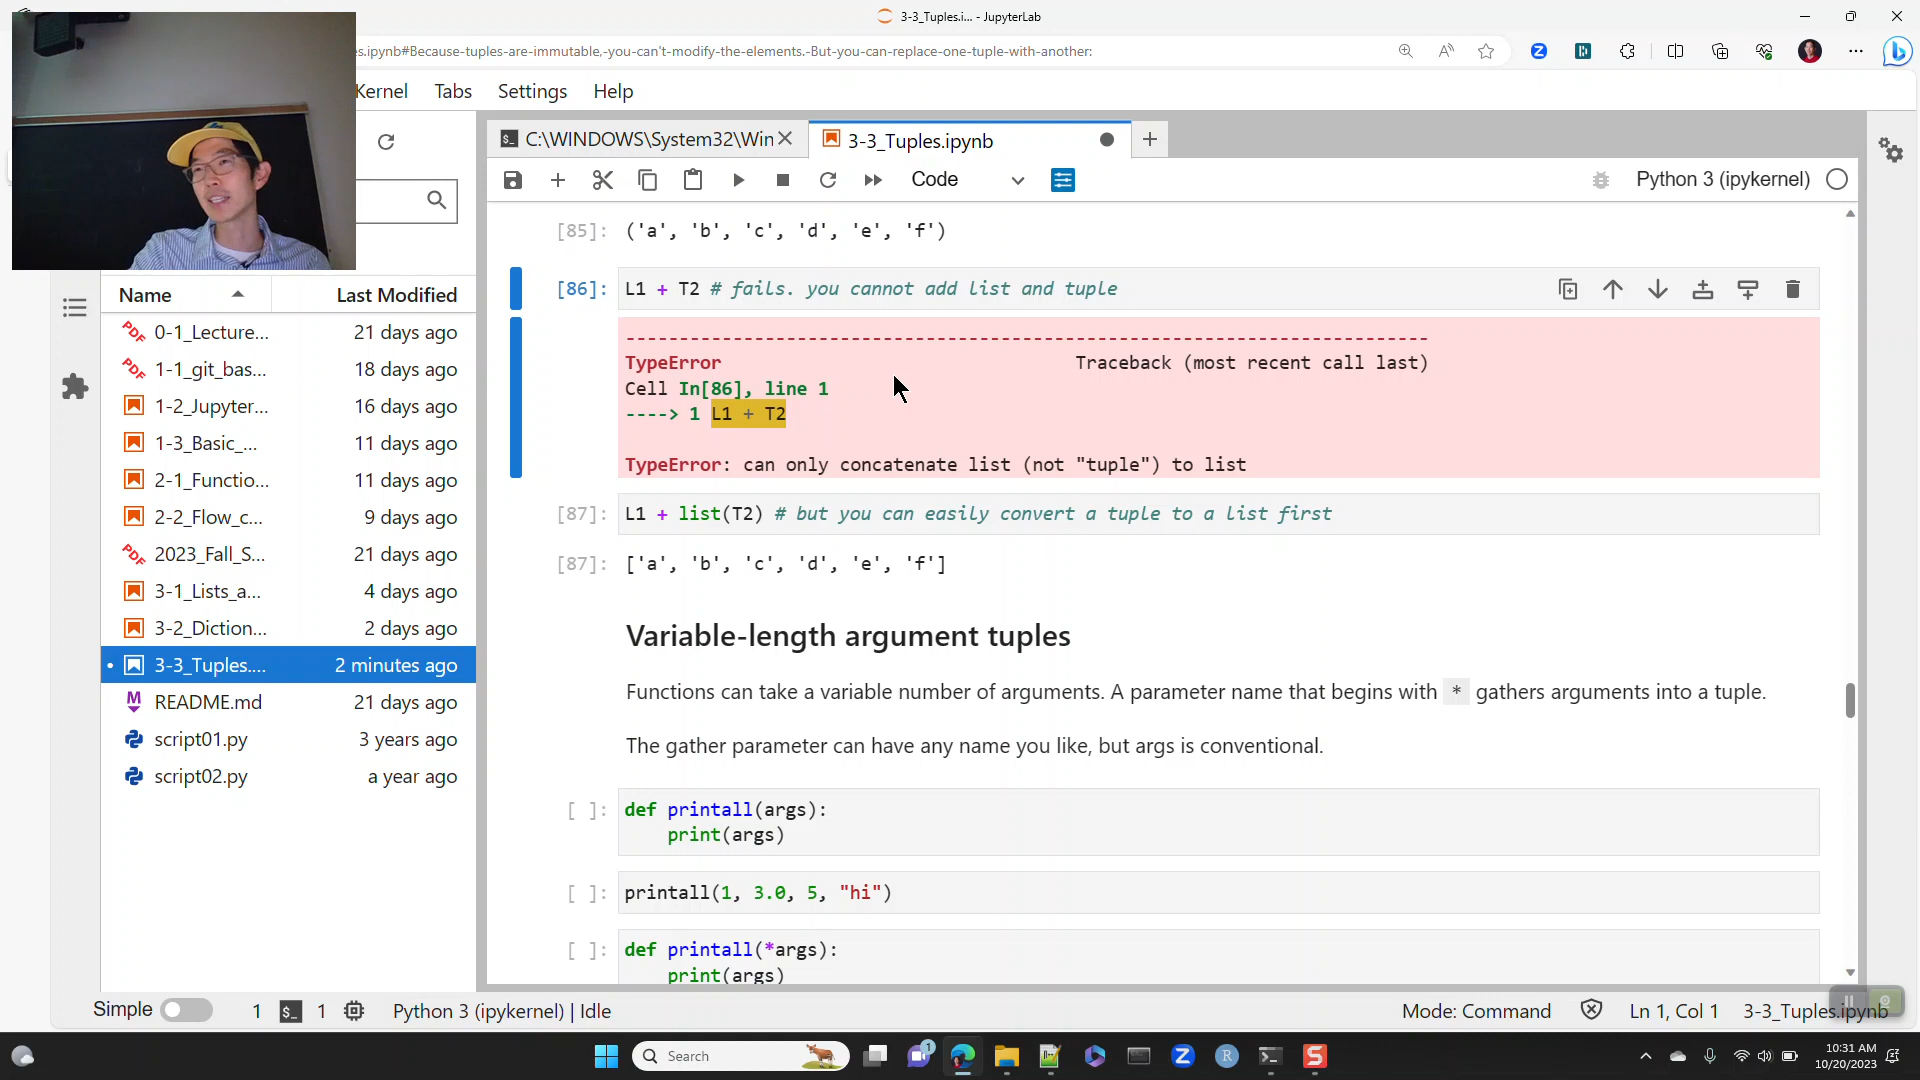 3-3_Tuples.i... - JupyterLab
es.ipynb#Because-tuples-are-immutable,-you-can't-modify-the-elements.-But-you-can-replace-one-tuple-with-another:
Kernel Tabs Settings Help
C:\WINDOWS\System32\Win
3-3_Tuples.ipynb
Code
Python 3 (ipykernel)
Name Last Modified
0-1_Lecture... 21 days ago
1-1_git_bas... 18 days ago
1-2_Jupyter... 16 days ago
1-3_Basic_... 11 days ago
2-1_Functio... 11 days ago
2-2_Flow_c... 9 days ago
2023_Fall_S... 21 days ago
3-1_Lists_a... 4 days ago
3-2_Diction... 2 days ago
3-3_Tuples.... 2 minutes ago
README.md 21 days ago
script01.py 3 years ago
script02.py a year ago
[85]: ('a', 'b', 'c', 'd', 'e', 'f')
[86]: L1 + T2 # fails. you cannot add list and tuple
---------------------------------------------------------------------------
TypeError Traceback (most recent call last)
Cell In[86], line 1
----> 1 L1 + T2
TypeError: can only concatenate list (not "tuple") to list
[87]: L1 + list(T2) # but you can easily convert a tuple to a list first
[87]: ['a', 'b', 'c', 'd', 'e', 'f']
Variable-length argument tuples
Functions can take a variable number of arguments. A parameter name that begins with * gathers arguments into a tuple.
The gather parameter can have any name you like, but args is conventional.
[ ]: def printall(args):
print(args)
[ ]: printall(1, 3.0, 5, "hi")
[ ]: def printall(*args):
print(args)
Simple 1 1 Python 3 (ipykernel) | Idle
Mode: Command Ln 1, Col 1 3-3_Tuples.ipynb
Search
1
10:31 AM
10/20/2023